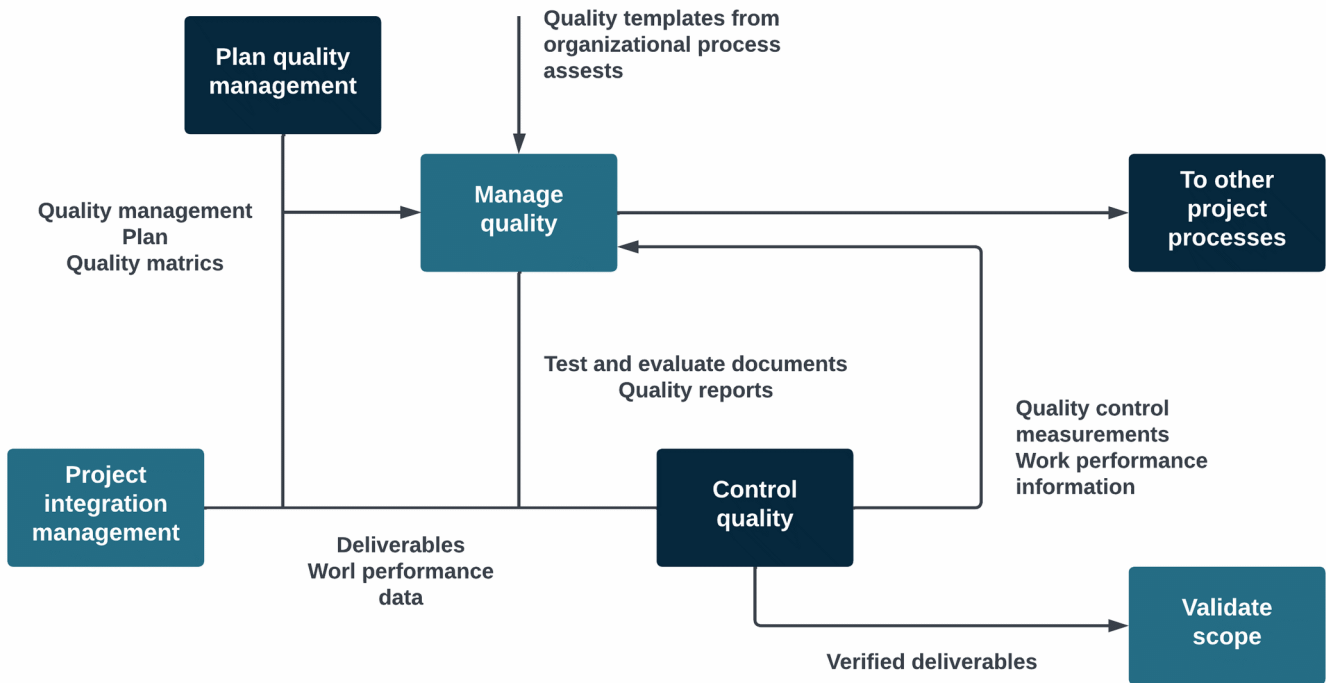 Plan quality
management
Quality templates from
organizational process
assests
Manage
quality
To other
project
processes
Quality management
Plan
Quality matrics
Test and evaluate documents
Quality reports
Quality control
measurements
Work performance
information
Project
integration
management
Control
quality
Deliverables
Worl performance
data
Validate
scope
Verified deliverables